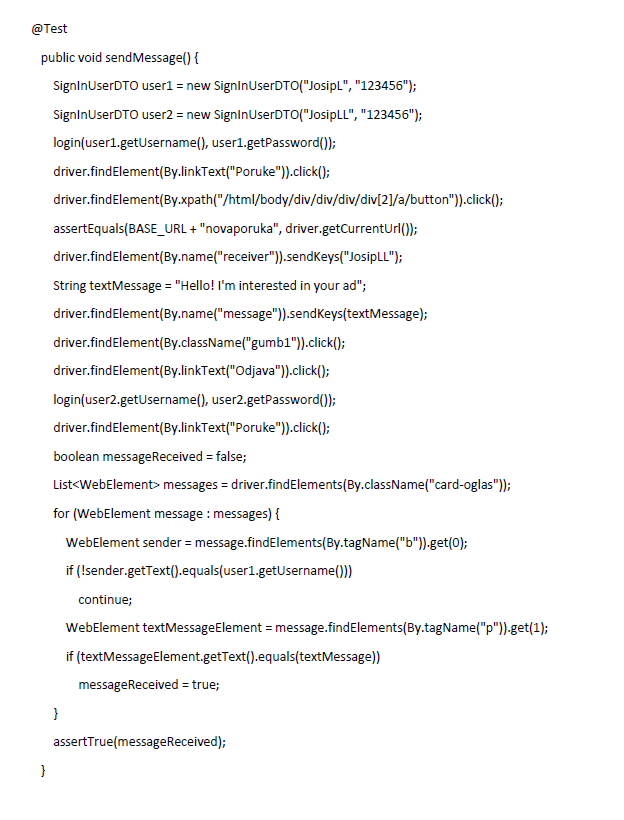 @Test
public void sendMessage() {
SignInUserDTO user1 = new SignInUserDTO("JosipL", "123456");
SignInUserDTO user2 = new SignInUserDTO("JosipLL", "123456");
login(user1.getUsername(), user1.getPassword());
driver.findElement(By.linkText("Poruke")).click();
driver.findElement(By.xpath("/html/body/div/div/div/div[2]/a/button")).click();
assertEquals(BASE_URL + "novaporuka", driver.getCurrentUrl());
driver.findElement(By.name("receiver")).sendKeys("JosipLL");
String textMessage = "Hello! I'm interested in your ad";
driver.findElement(By.name("message")).sendKeys(textMessage);
driver.findElement(By.className("gumb1")).click();
driver.findElement(By.linkText("Odjava")).click();
login(user2.getUsername(), user2.getPassword());
driver.findElement(By.linkText("Poruke")).click();
boolean messageReceived = false;
List<WebElement> messages = driver.findElements(By.className("card-oglas"));
for (WebElement message : messages) {
WebElement sender = message.findElements(By.tagName("b")).get(0);
if (!sender.getText().equals(user1.getUsername()))
continue;
WebElement textMessageElement = message.findElements(By.tagName("p")).get(1);
if (textMessageElement.getText().equals(textMessage))
messageReceived = true;
}
assertTrue(messageReceived);
}